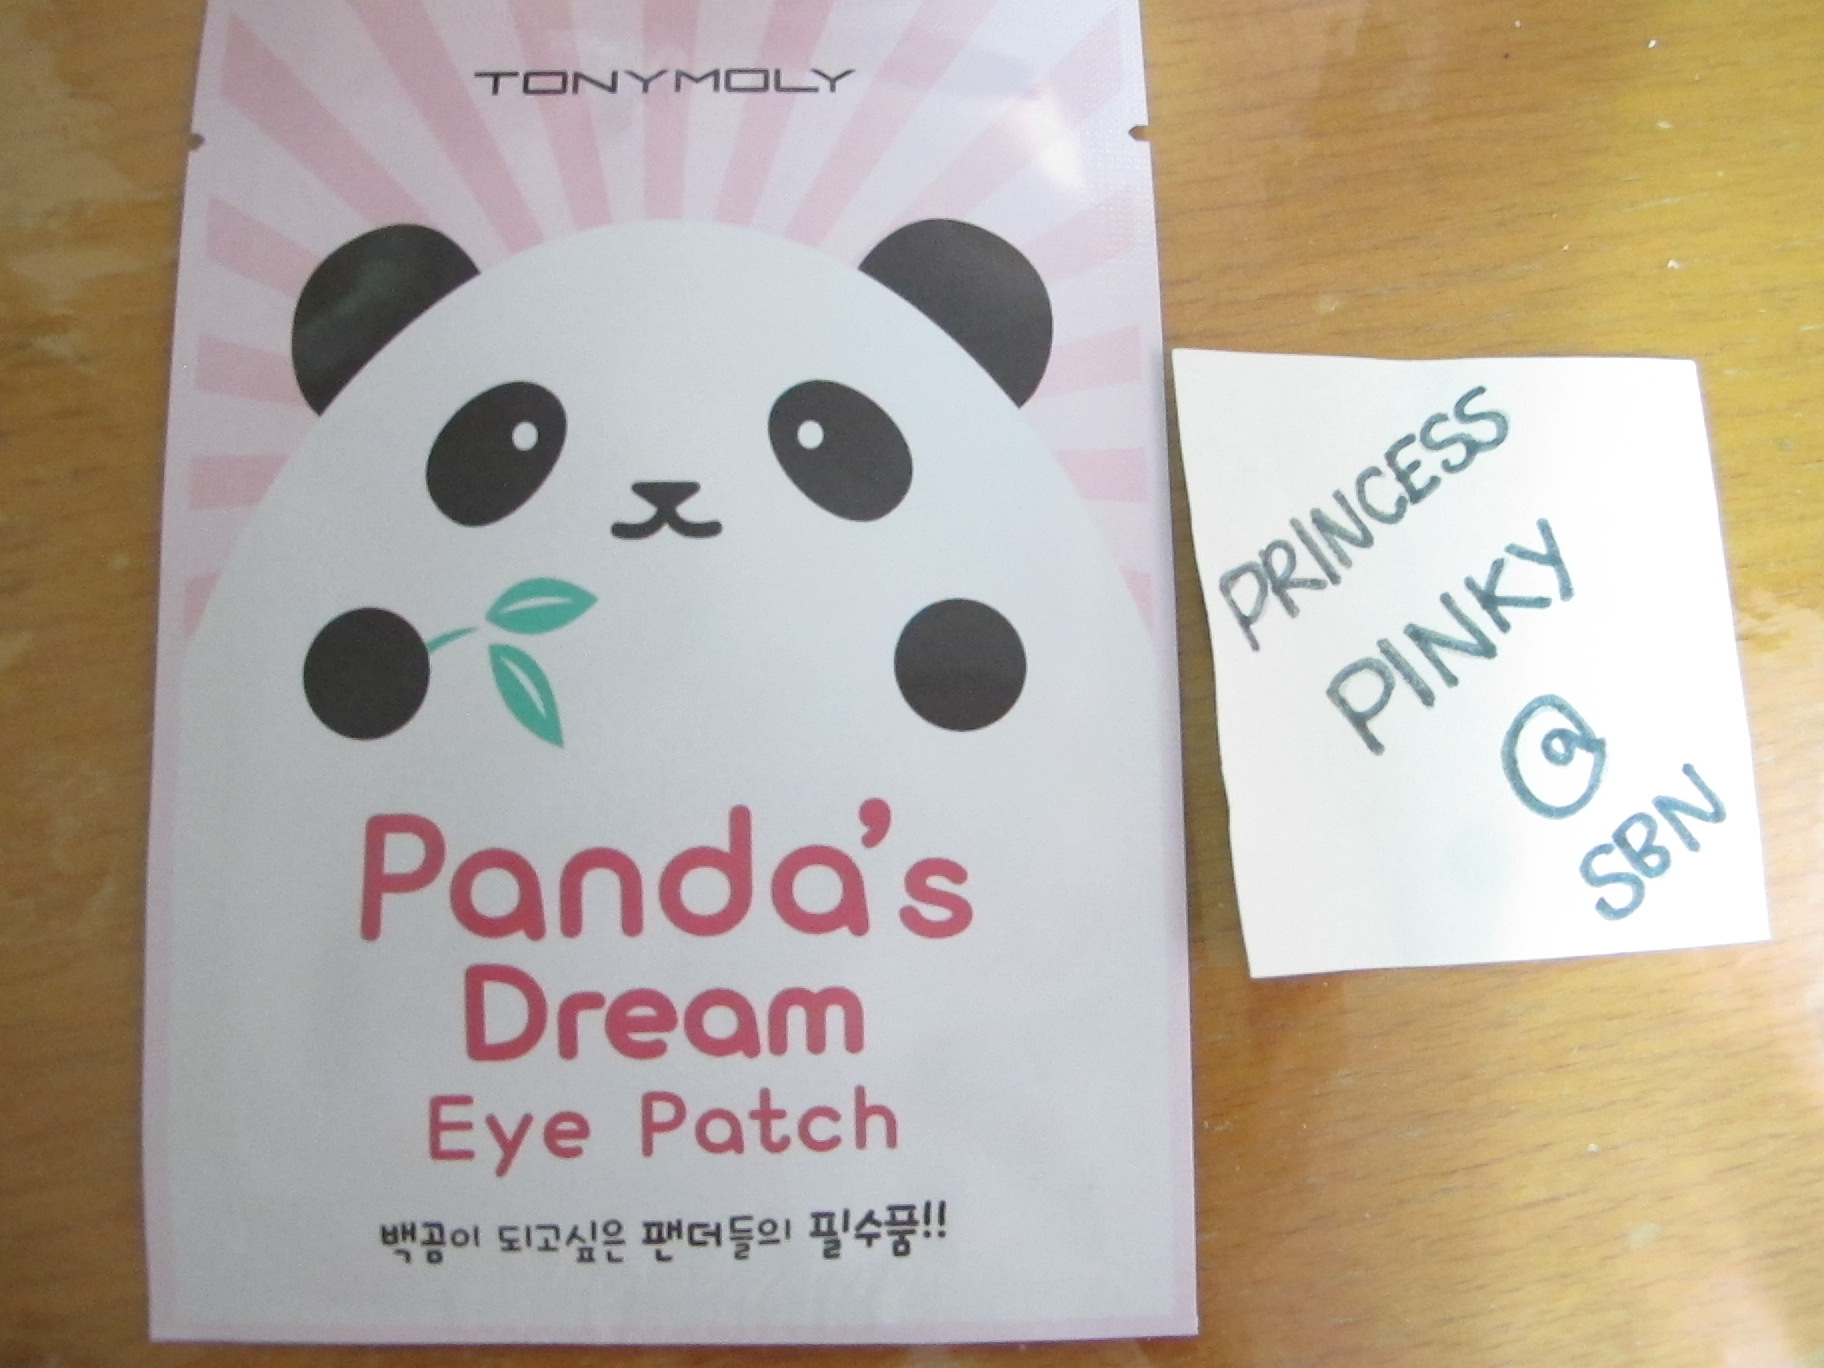 TONYMOLY
Panda's
Dream
Eye Patch
백곰이 되고싶은 팬더들의 필수품!!
PRINCESS
PINKY
@
SBN